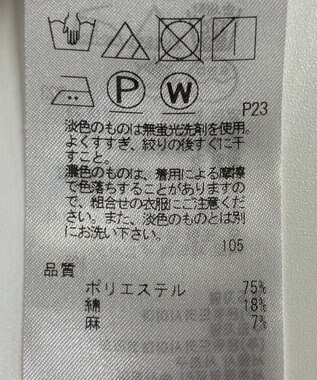 P
W
P23
淡色のものは無蛍光洗剤を使用。
よくすすぎ、絞りの後すぐに干
すこと。
濃色のものは、着用による摩擦
で色落ちすることがありますの
で、組合せの衣服にご注意くだ
さい。また、淡色のものとは別
にお洗い下さい。
105
品質
ポリエステル 75%
綿 18%
麻 7%